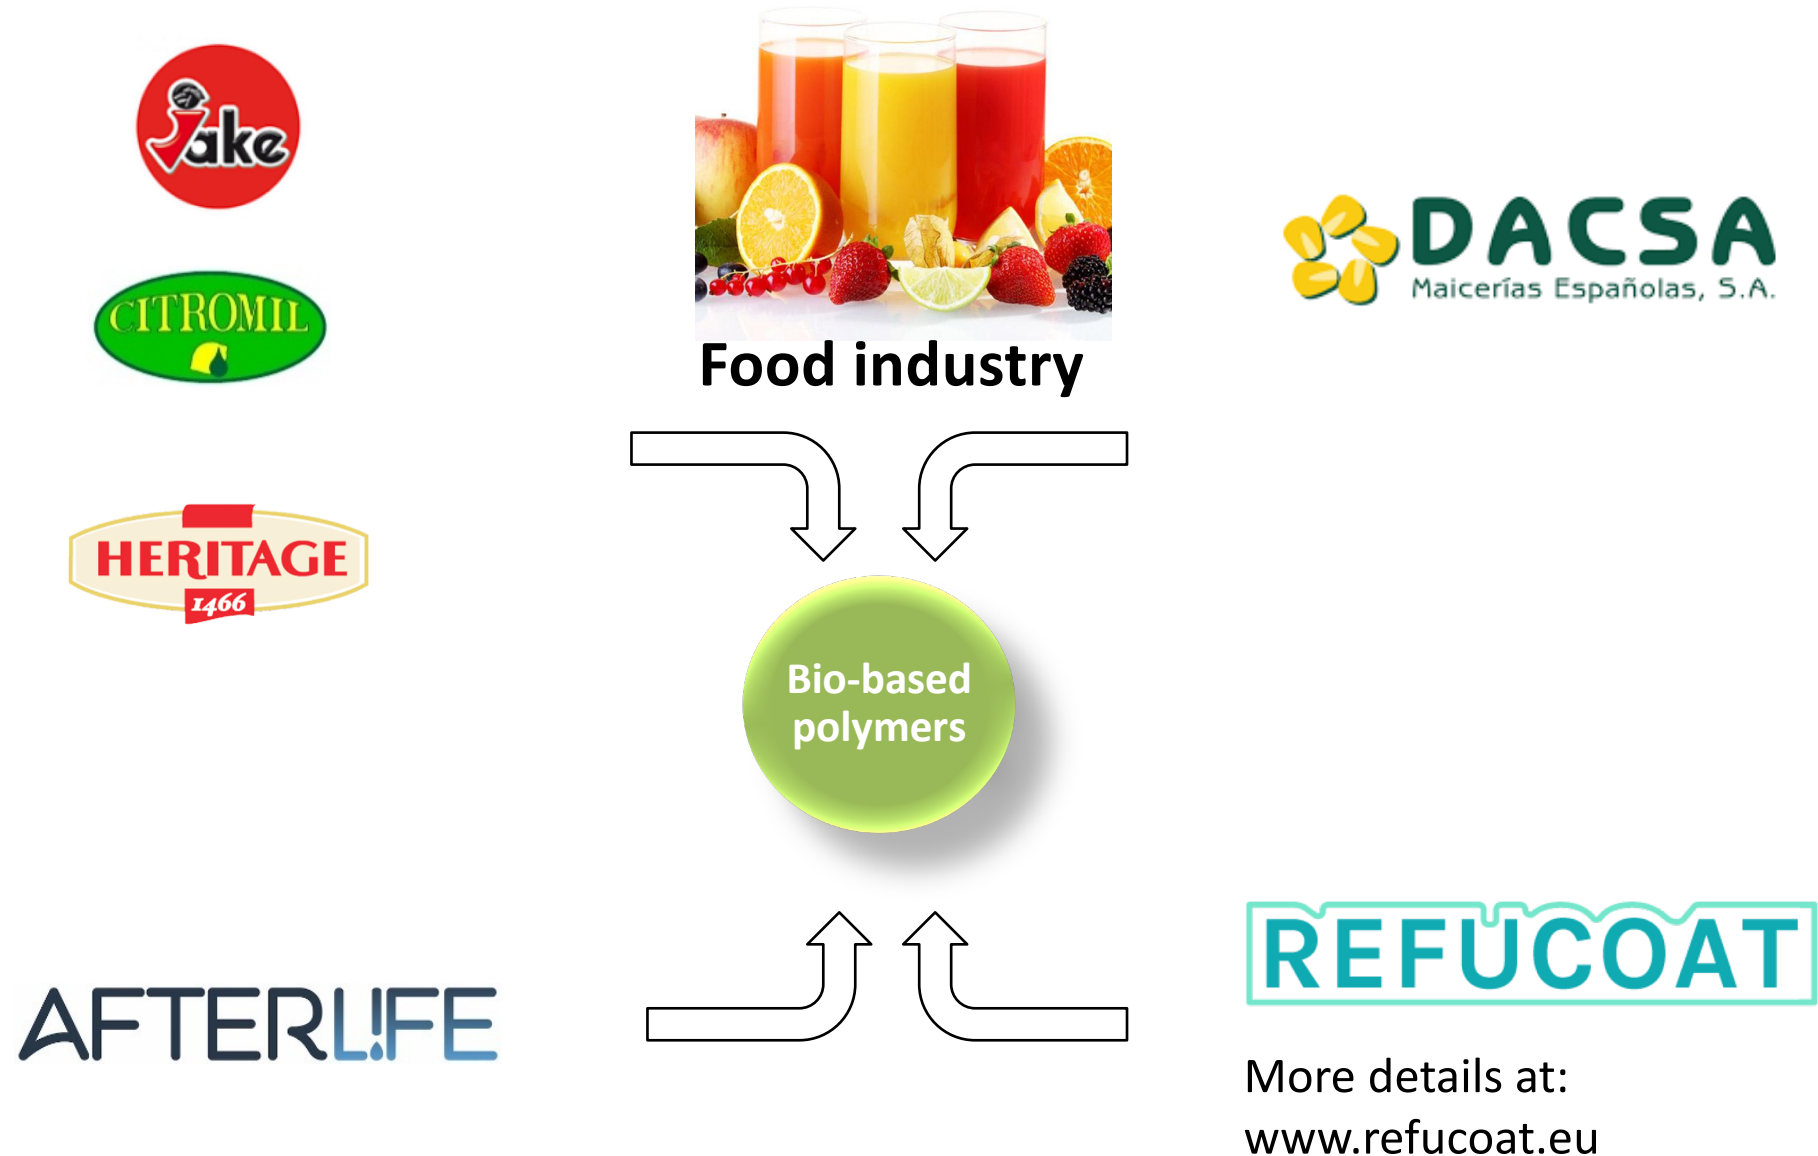 Jake
CITROMIL
HERITAGE
1466
AFTERLIFE
Food industry
Bio-based
polymers
DACSA
Maicerías Españolas, S.A.
REFUCOAT
More details at:
www.refucoat.eu